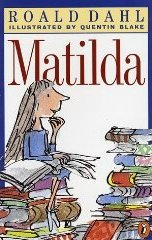 ROALD DAHL
ILLUSTRATED BY QUENTIN BLAKE
Matilda